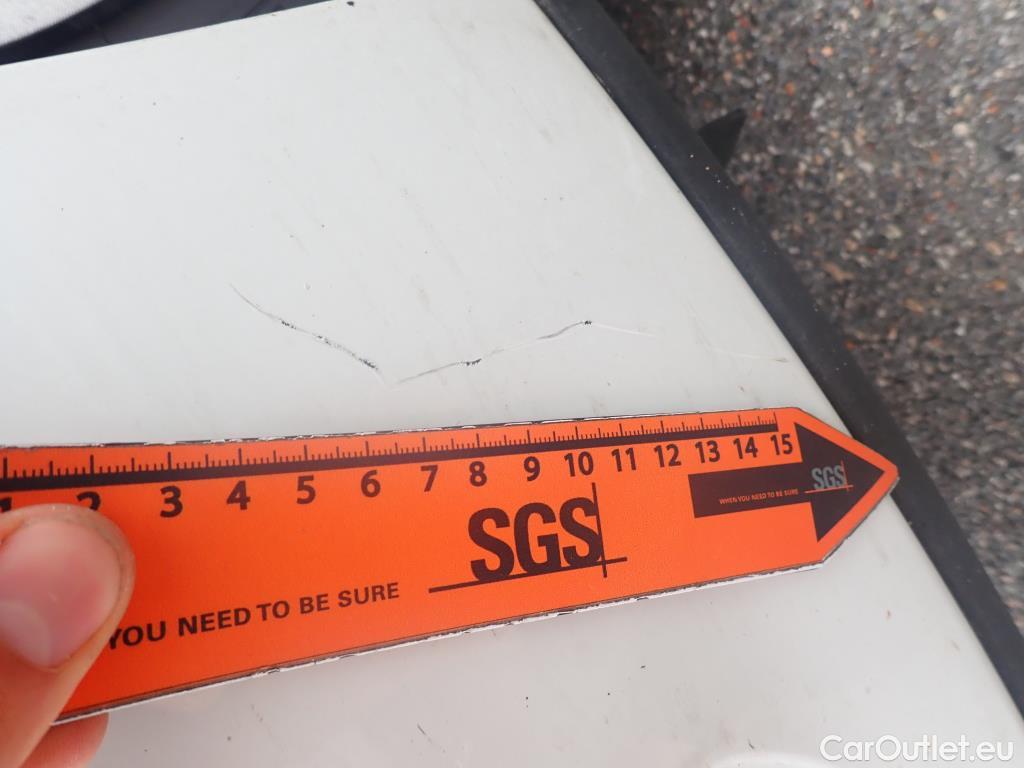 1 2 3 4 5 6 7 8 9 10 11 12 13 14 15
WHEN YOU NEED TO BE SURE SGS
SGS
YOU NEED TO BE SURE
CarOutlet.eu